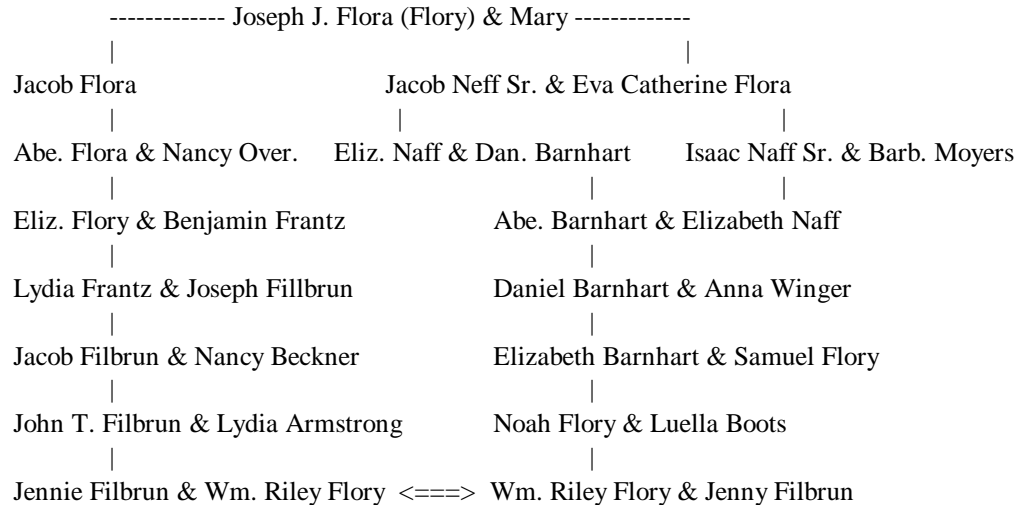 ------------- Joseph J. Flora (Flory) & Mary -------------
| |
Jacob Flora Jacob Neff Sr. & Eva Catherine Flora
| | |
Abe. Flora & Nancy Over. Eliz. Naff & Dan. Barnhart Isaac Naff Sr. & Barb. Moyers
| | |
Eliz. Flory & Benjamin Frantz Abe. Barnhart & Elizabeth Naff
| |
Lydia Frantz & Joseph Fillbrun Daniel Barnhart & Anna Winger
| |
Jacob Filbrun & Nancy Beckner Elizabeth Barnhart & Samuel Flory
| |
John T. Filbrun & Lydia Armstrong Noah Flory & Luella Boots
| |
Jennie Filbrun & Wm. Riley Flory <===> Wm. Riley Flory & Jenny Filbrun